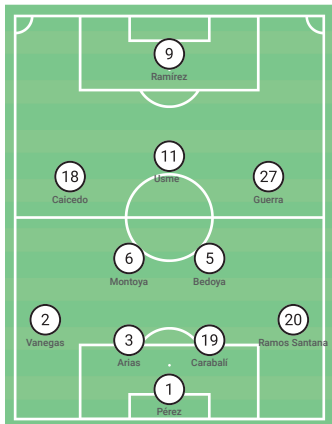 9
Ramírez
11
Usme
18
Caicedo
27
Guerra
6
Montoya
5
Bedoya
2
Vanegas
20
Ramos Santana
3
Arias
19
Carabalí
1
Pérez